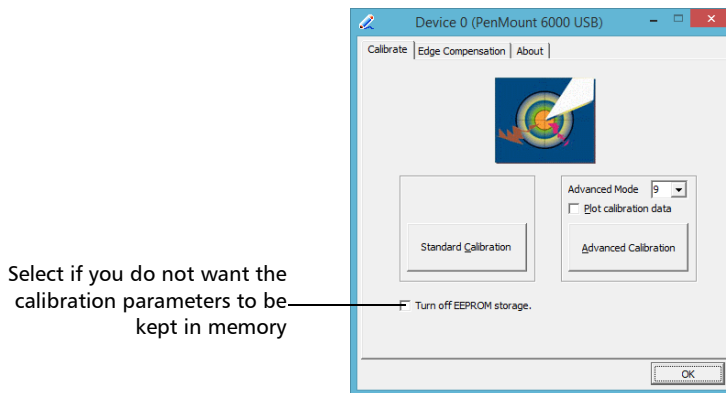 Device 0 (PenMount 6000 USB)
Calibrate Edge Compensation About
Advanced Mode 9
Plot calibration data
Standard Calibration
Advanced Calibration
Select if you do not want the
calibration parameters to be
kept in memory
Turn off EEPROM storage.
OK